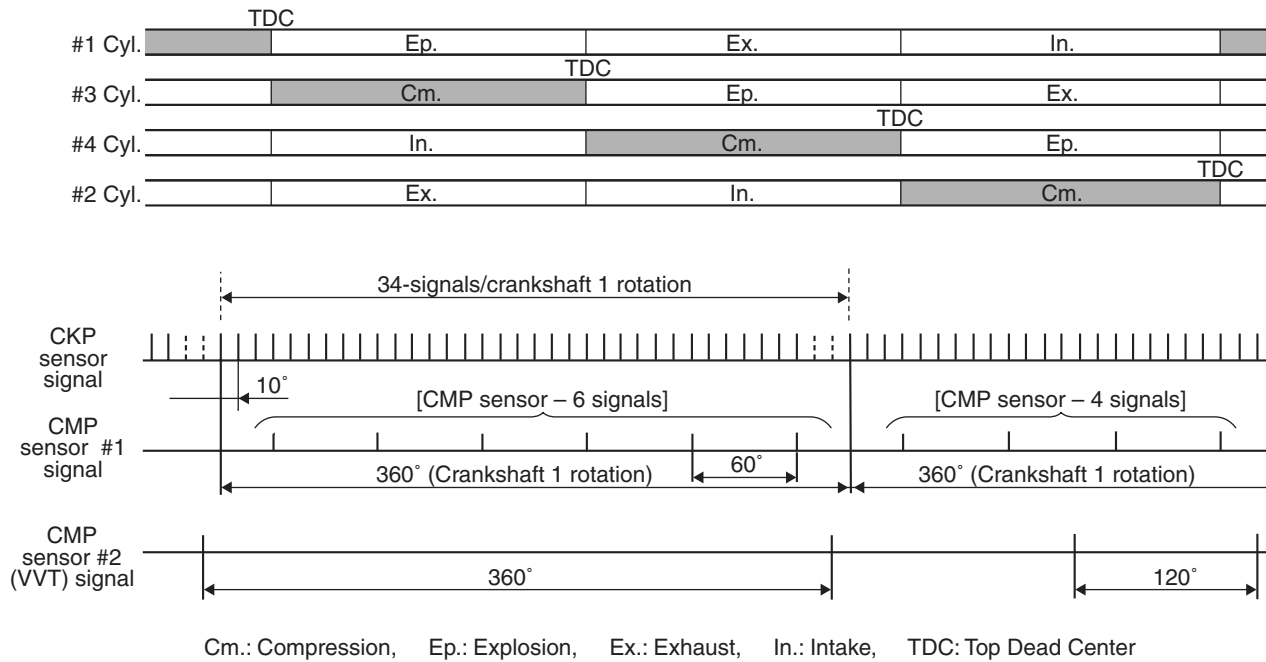 TDC
#1 Cyl. Ep. Ex. In.
TDC
#3 Cyl. Cm. Ep. Ex.
TDC
#4 Cyl. In. Cm. Ep.
TDC
#2 Cyl. Ex. In. Cm.
34-signals/crankshaft 1 rotation
CKP
sensor
signal
10˚
[CMP sensor – 6 signals] [CMP sensor – 4 signals]
CMP
sensor #1
signal
60˚
360˚ (Crankshaft 1 rotation) 360˚ (Crankshaft 1 rotation)
CMP
sensor #2
(VVT) signal
360˚ 120˚
Cm.: Compression, Ep.: Explosion, Ex.: Exhaust, In.: Intake, TDC: Top Dead Center